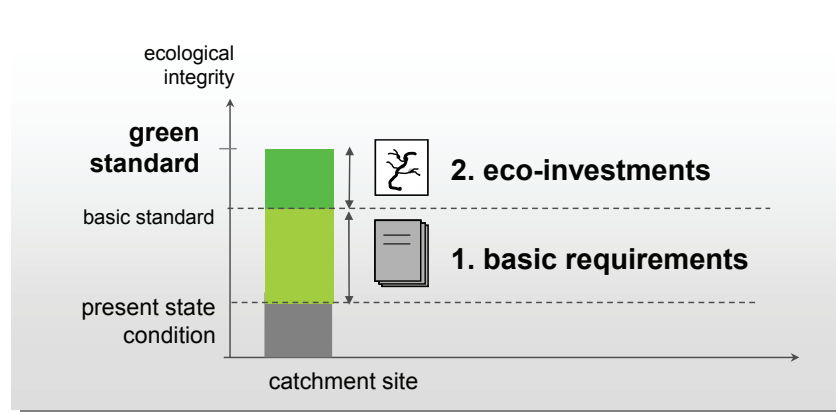 ecological
integrity
green
standard
2. eco-investments
basic standard
1. basic requirements
present state
condition
catchment site